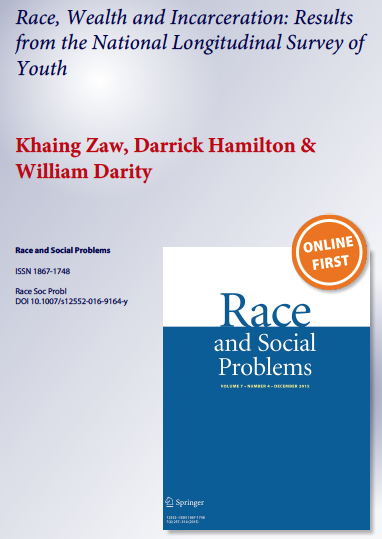 Race, Wealth and Incarceration: Results
from the National Longitudinal Survey of
Youth
Khaing Zaw, Darrick Hamilton &
William Darity
Race and Social Problems
ISSN 1867-1748
Race Soc Probl
DOI 10.1007/s12552-016-9164-y
ONLINE
FIRST
Race
and Social
Problems
VOLUME 7 • NUMBER 4 • DECEMBER 2015
Springer